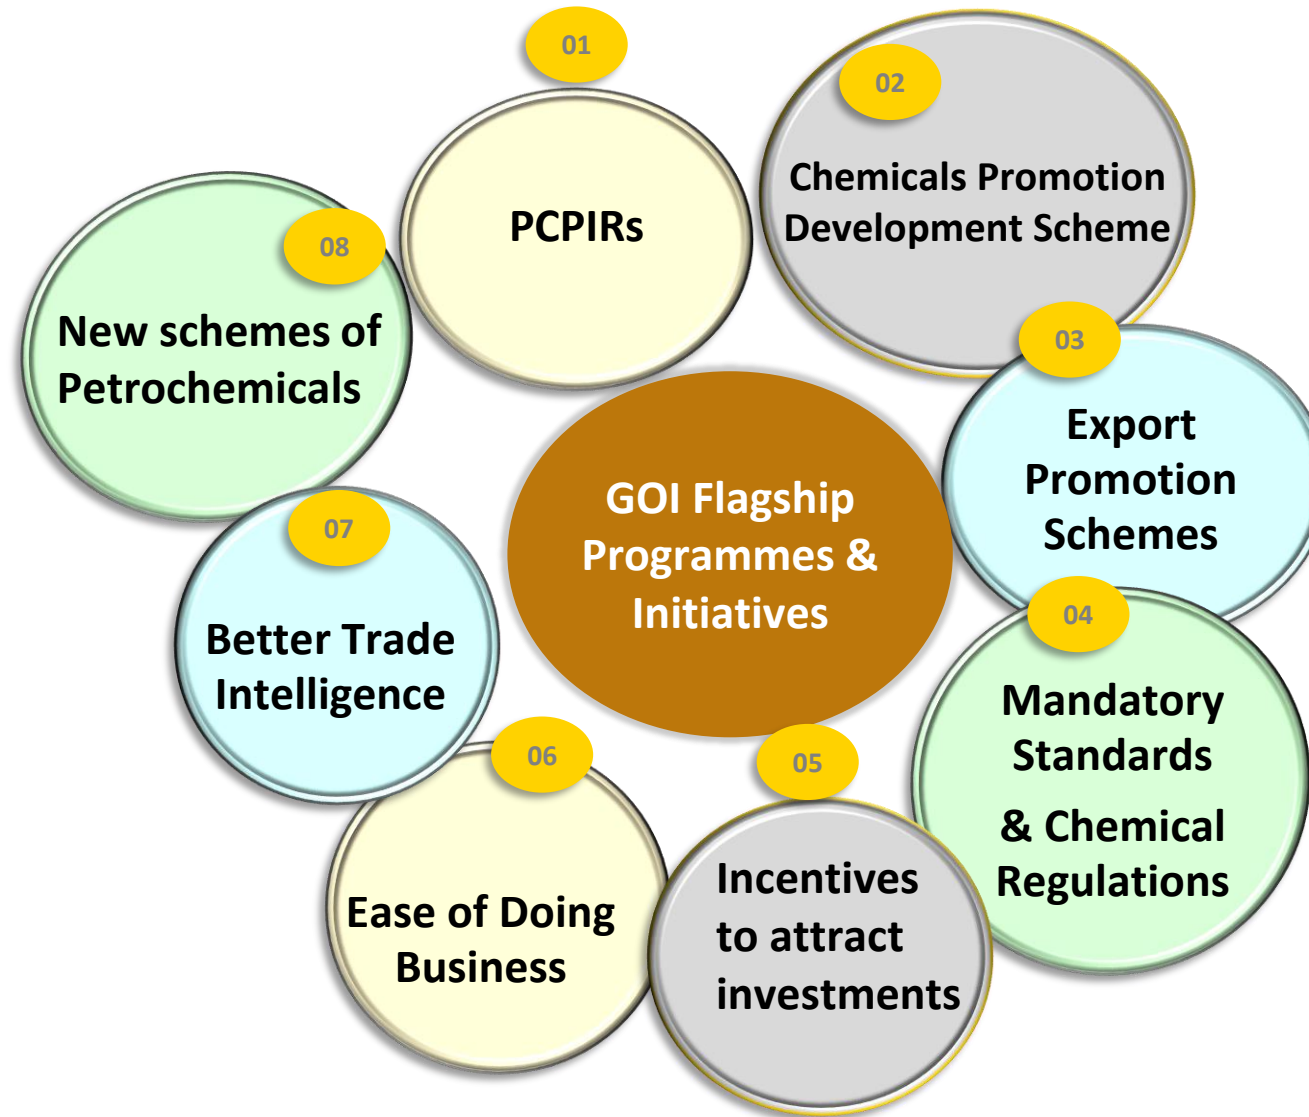 01
PCPIRs
02
Chemicals Promotion
Development Scheme
03
Export
Promotion
Schemes
04
Mandatory
Standards
& Chemical
Regulations
05
Incentives
to attract
investments
06
Ease of Doing
Business
07
Better Trade
Intelligence
08
New schemes of
Petrochemicals
GOI Flagship
Programmes &
Initiatives